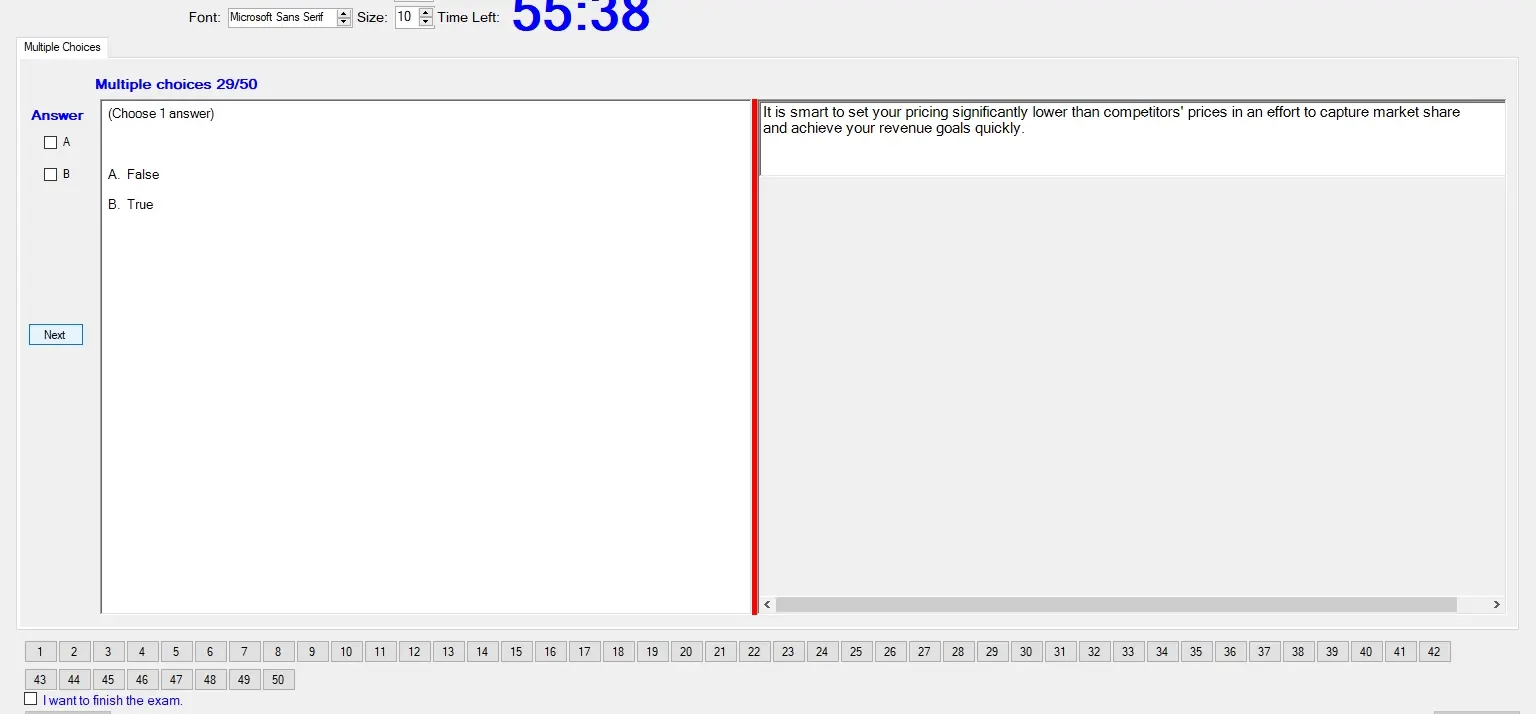 Font: Microsoft Sans Serif Size: 10 Time Left: 55:38
Multiple Choices
Multiple choices 29/50
Answer
A
B
Next
(Choose 1 answer)
A. False
B. True
It is smart to set your pricing significantly lower than competitors' prices in an effort to capture market share
and achieve your revenue goals quickly.
1 2 3 4 5 6 7 8 9 10 11 12 13 14 15 16 17 18 19 20 21 22 23 24 25 26 27 28 29 30 31 32 33 34 35 36 37 38 39 40 41 42
43 44 45 46 47 48 49 50
I want to finish the exam.